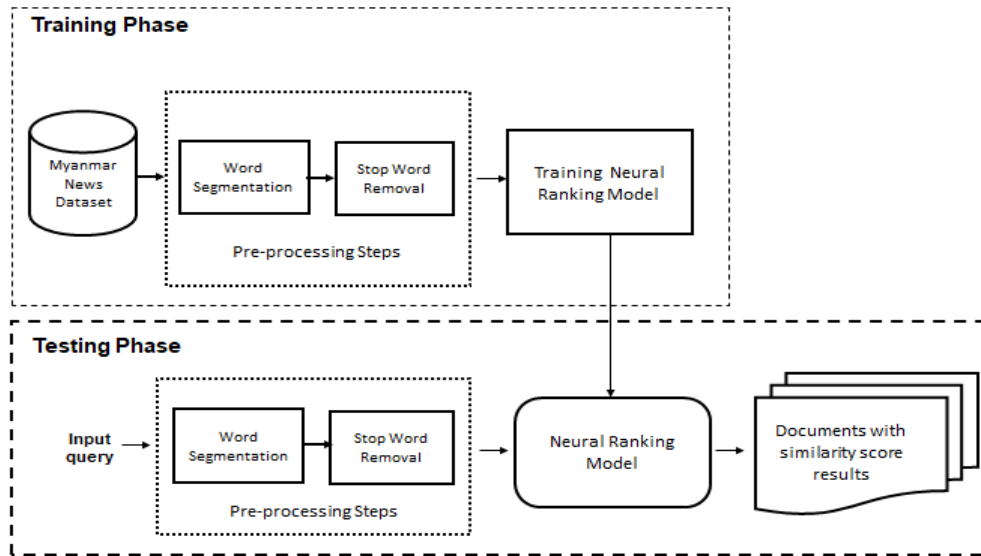 Training Phase
Myanmar
News
Dataset
Word
Segmentation
Stop Word
Removal
Pre-processing Steps
Training Neural
Ranking Model
Testing Phase
Input
query
Word
Segmentation
Stop Word
Removal
Pre-processing Steps
Neural Ranking
Model
Documents with
similarity score
results